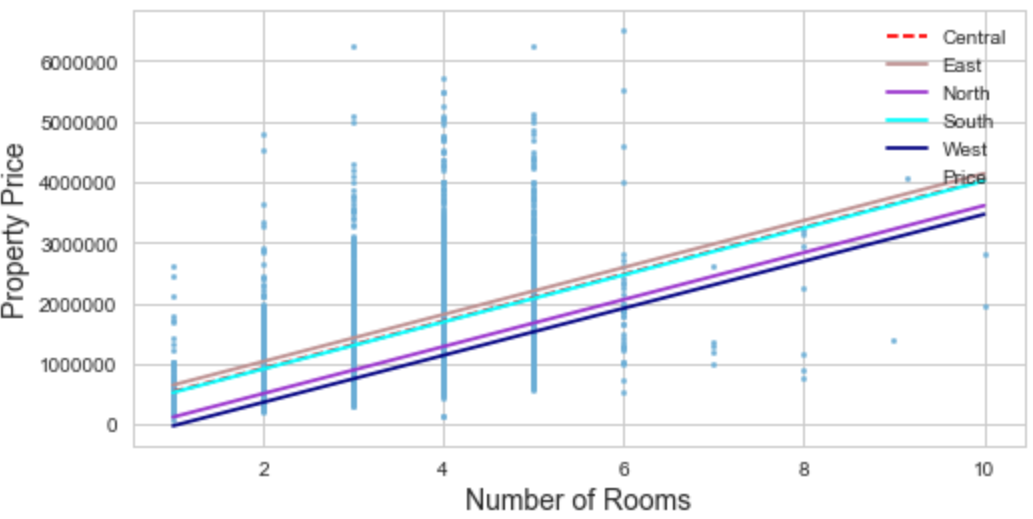 Central
East
North
South
West
Price
6000000
5000000
4000000
3000000
2000000
1000000
0
Property Price
2 4 6 8 10
Number of Rooms